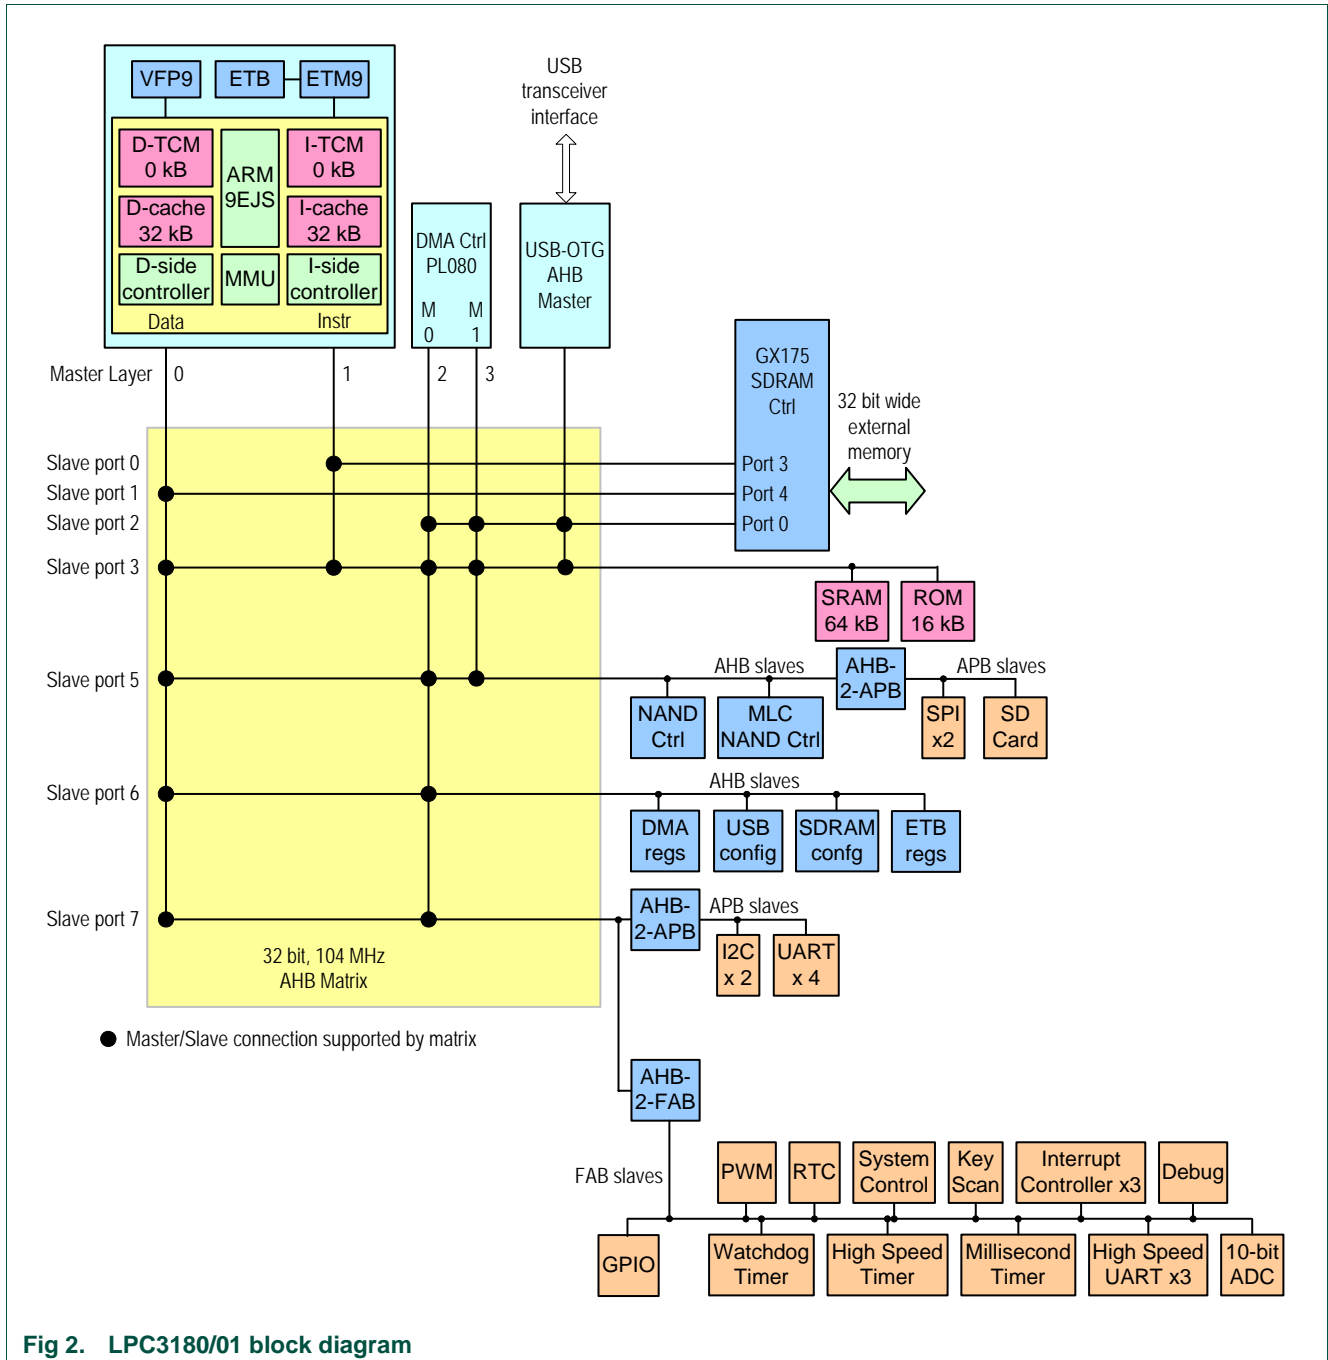 VFP9
ETB
ETM9
D-TCM
0 kB
ARM
9EJS
I-TCM
0 kB
D-cache
32 kB
I-cache
32 kB
D-side
controller
MMU
I-side
controller
Data
Instr
USB
transceiver
interface
DMA Ctrl
PL080
M
0
M
1
USB-OTG
AHB
Master
Master Layer
0
1
2
3
GX175
SDRAM
Ctrl
Port 3
Port 4
Port 0
32 bit wide
external
memory
Slave port 0
Slave port 1
Slave port 2
Slave port 3
SRAM
64 kB
ROM
16 kB
Slave port 5
AHB slaves
AHB-
2-APB
APB slaves
NAND
Ctrl
MLC
NAND Ctrl
SPI
x2
SD
Card
Slave port 6
AHB slaves
DMA
regs
USB
config
SDRAM
confg
ETB
regs
Slave port 7
AHB-
2-APB
APB slaves
I2C
x 2
UART
x 4
32 bit, 104 MHz
AHB Matrix
Master/Slave connection supported by matrix
AHB-
2-FAB
FAB slaves
PWM
RTC
System
Control
Key
Scan
Interrupt
Controller x3
Debug
GPIO
Watchdog
Timer
High Speed
Timer
Millisecond
Timer
High Speed
UART x3
10-bit
ADC
Fig 2. LPC3180/01 block diagram